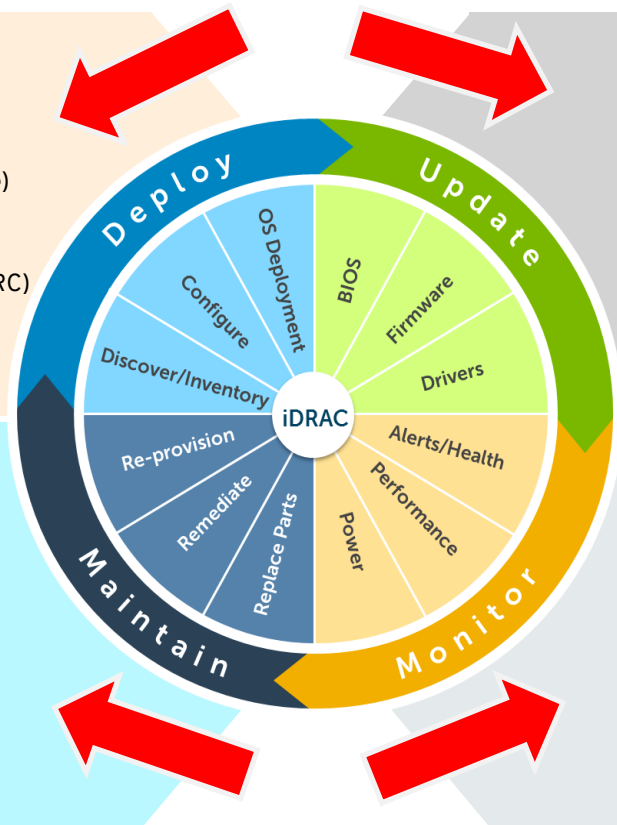 )
RC)
Deploy
Update
OS Deployment
Configure
Discover/Inventory
BIOS
Firmware
Drivers
iDRAC
Re-provision
Remediate
Replace Parts
Alerts/Health
Performance
Power
Maintain
Monitor